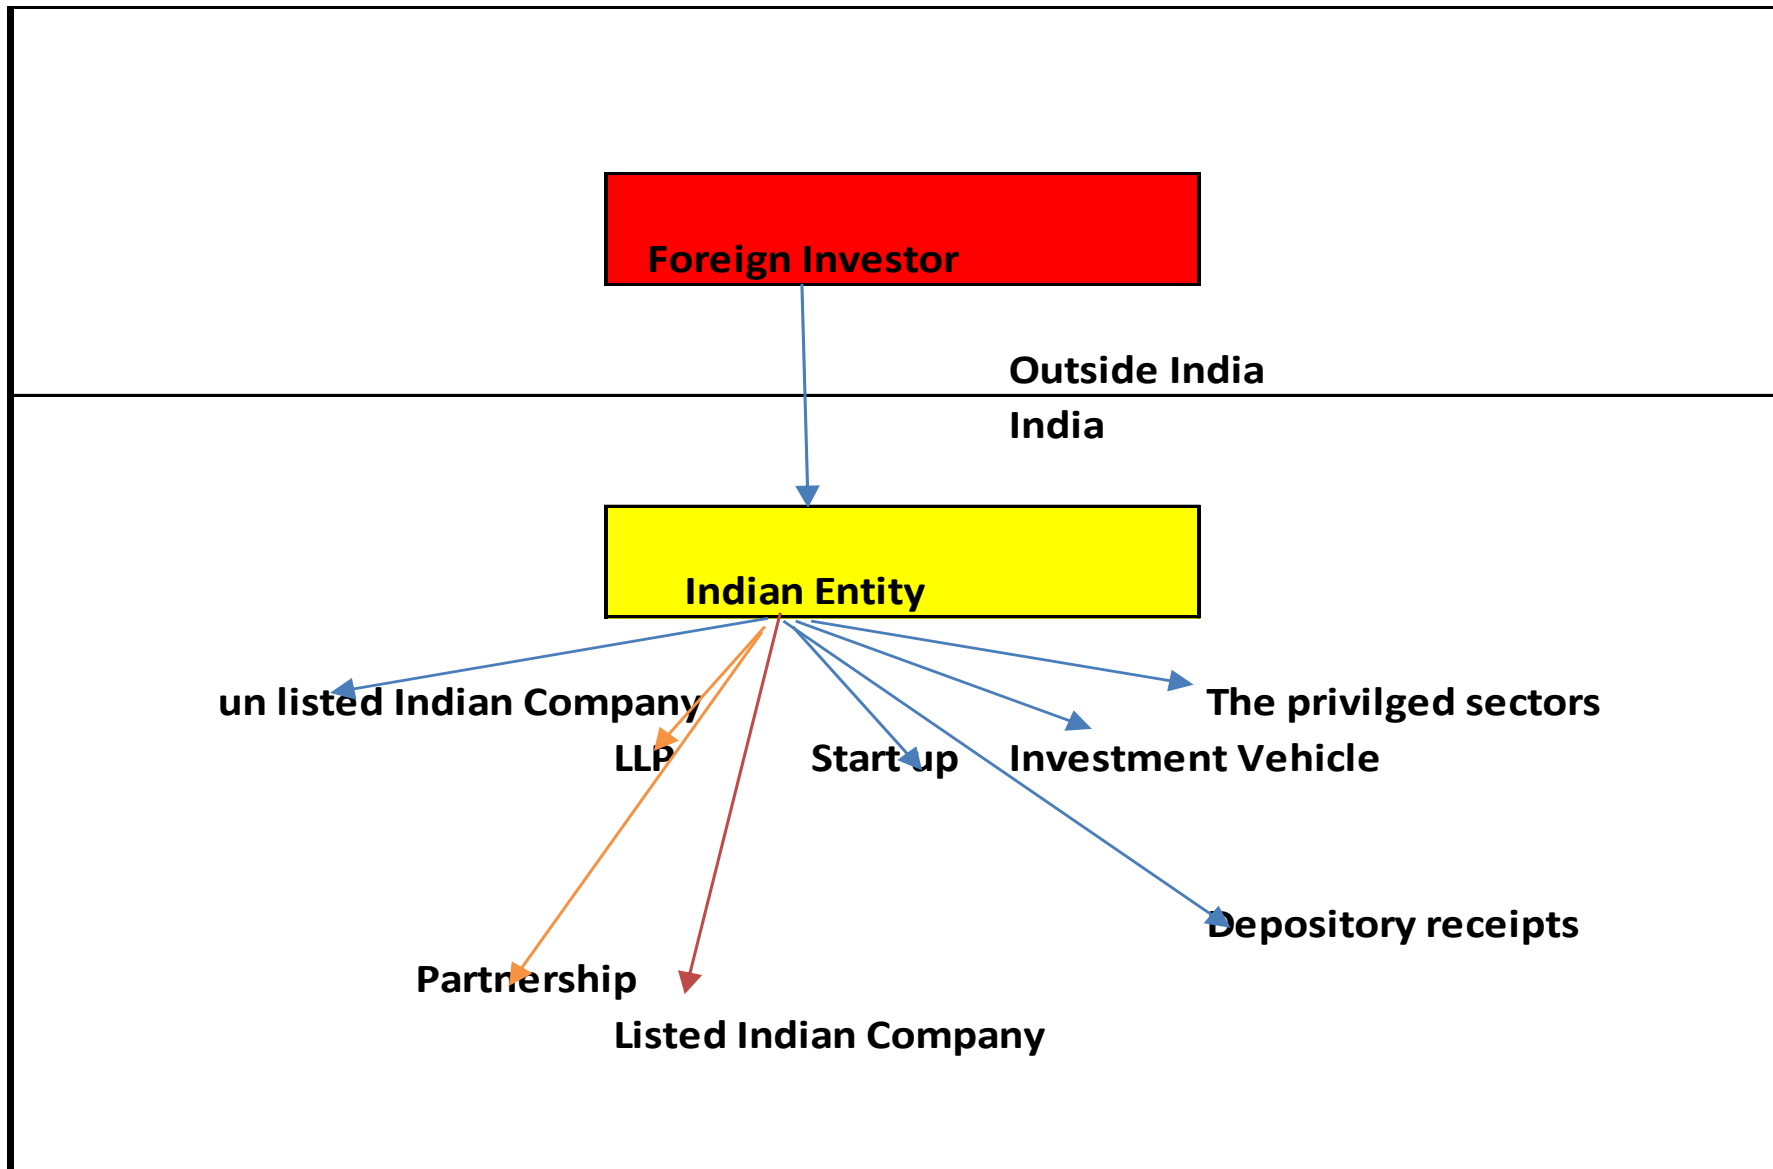 Foreign Investor
Outside India
India
Indian Entity
un listed Indian Company
The privilged sectors
LLP
Start up
Investment Vehicle
Depository receipts
Partnership
Listed Indian Company